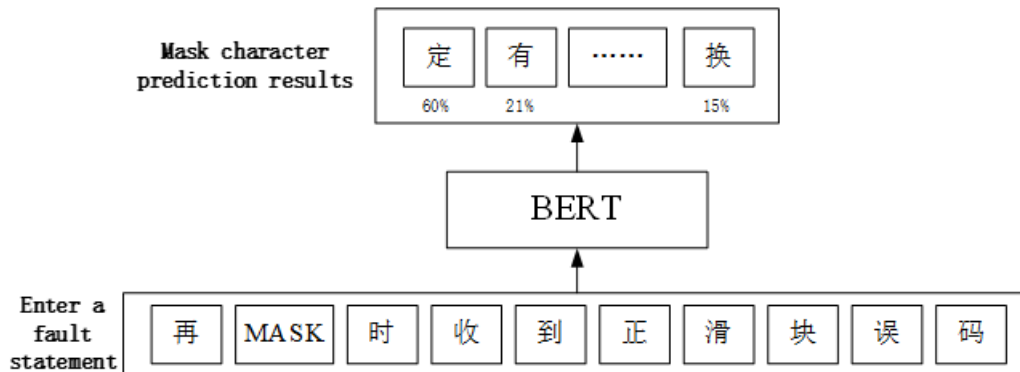 Mask character
prediction results
定 有 …… 换
60% 21% 15%
BERT
Enter a
fault
statement
再 MASK 时 收 到 正 滑 块 误 码